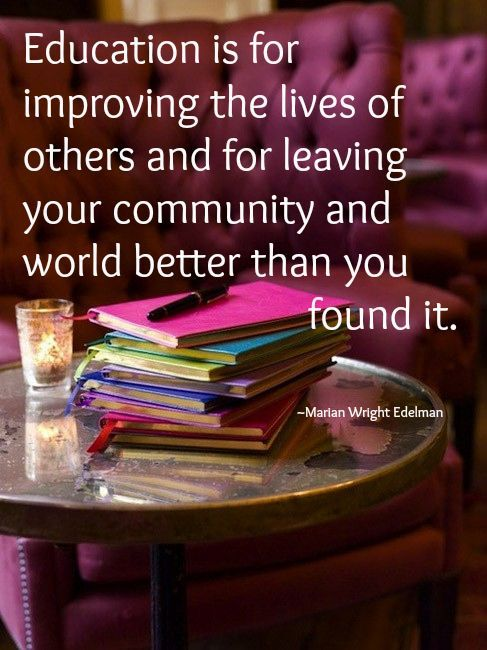 Education is for
improving the lives of
others and for leaving
your community and
world better than you
found it.
~Marian Wright Edelman